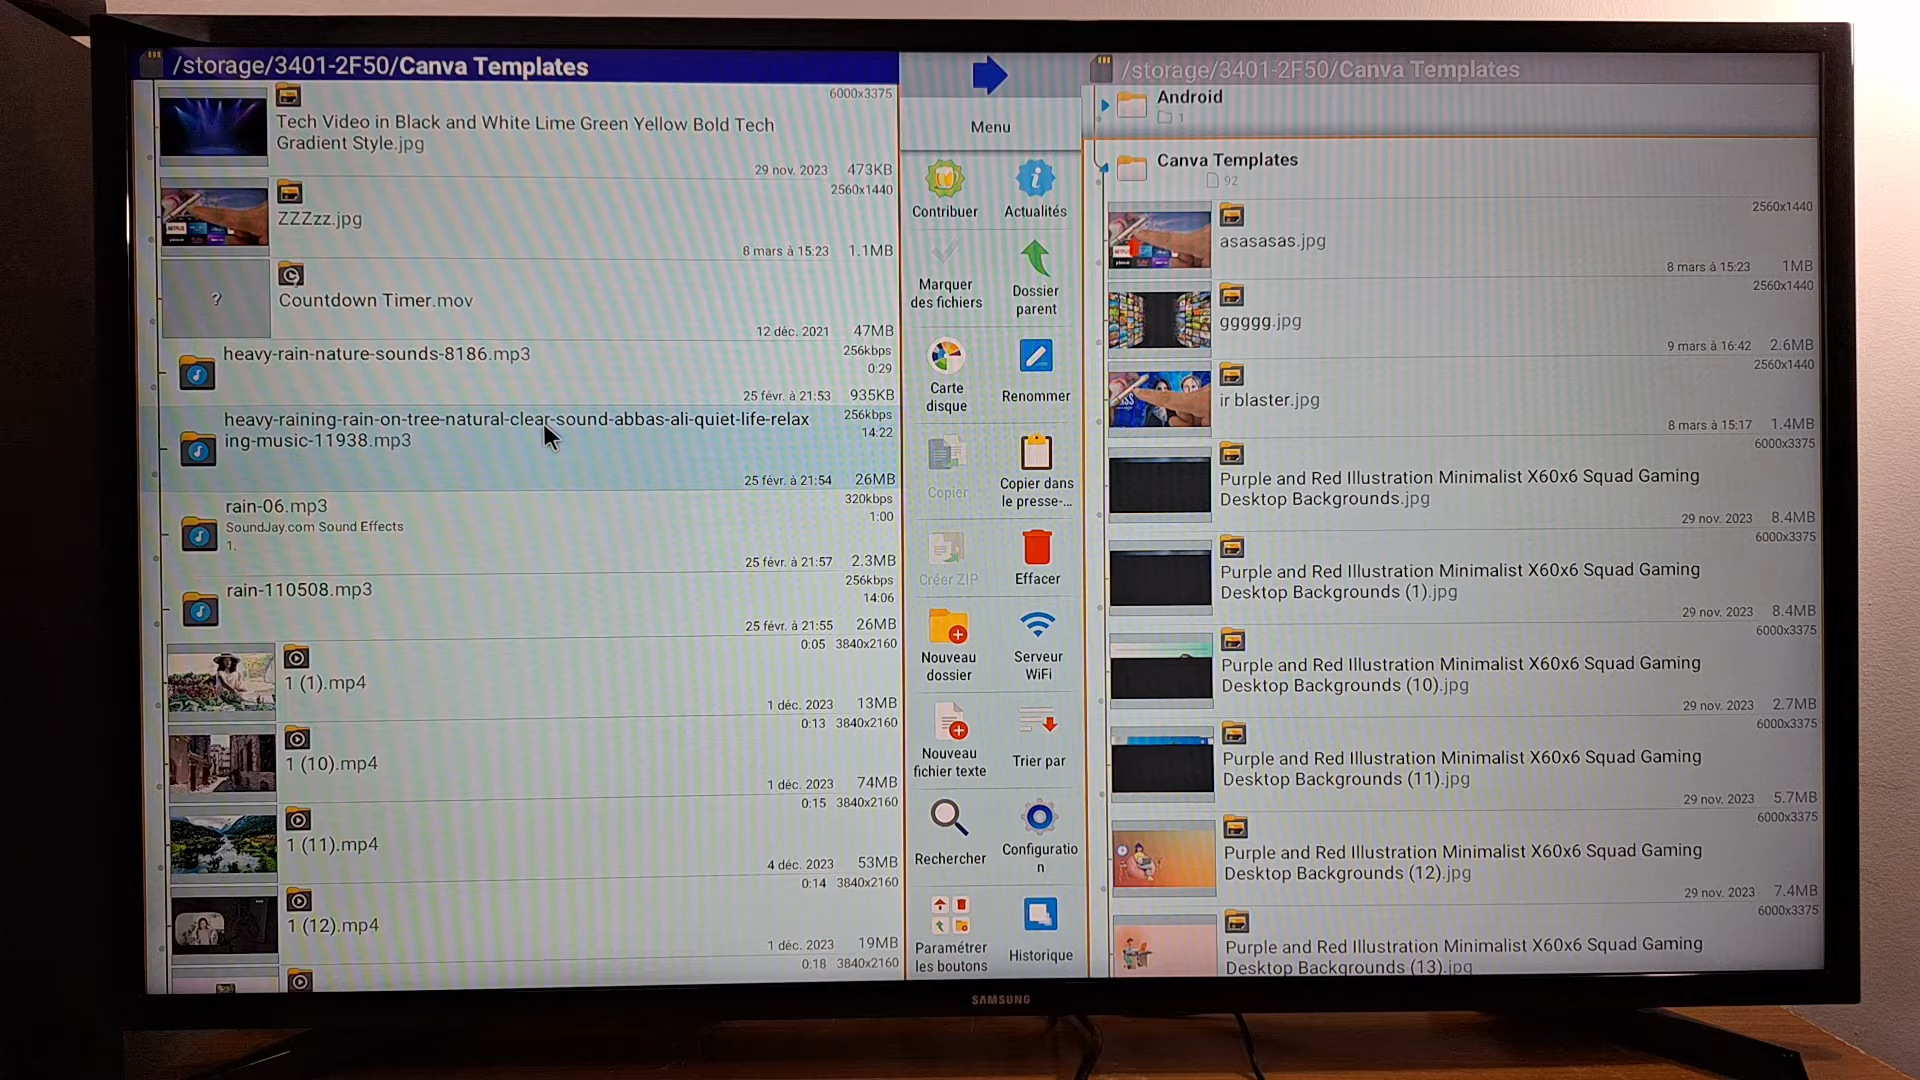 /storage/3401-2F50/Canva Templates
6000x3375
Tech Video in Black and White Lime Green Yellow Bold Tech
Gradient Style.jpg
29 nov. 2023 473KB
2560x1440
ZZZzz.jpg
8 mars à 15:23 1.1MB
?
Countdown Timer.mov
12 déc. 2021 47MB
heavy-rain-nature-sounds-8186.mp3
256kbps
0:29
25 févr. à 21:53 935KB
heavy-raining-rain-on-tree-natural-clear-sound-abbas-ali-quiet-life-relax
256kbps
ing-music-11938.mp3
14:22
25 févr. à 21:54 26MB
rain-06.mp3
320kbps
SoundJay.com Sound Effects
1:00
1.
25 févr. à 21:57 2.3MB
rain-110508.mp3
256kbps
14:06
25 févr. à 21:55 26MB
0:05 3840x2160
1 (1).mp4
1 déc. 2023 13MB
0:13 3840x2160
1 (10).mp4
1 déc. 2023 74MB
0:15 3840x2160
1 (11).mp4
4 déc. 2023 53MB
0:14 3840x2160
1 (12).mp4
1 déc. 2023 19MB
0:18 3840x2160
Menu
Contribuer
Actualités
Marquer
des fichiers
Dossier
parent
Carte
disque
Renommer
Copier
Copier dans
le presse-...
Créer ZIP
Effacer
Nouveau
dossier
Serveur
WiFi
Nouveau
fichier texte
Trier par
Rechercher
Configuratio
n
Paramétrer
les boutons
Historique
/storage/3401-2F50/Canva Templates
Android
1
Canva Templates
92
2560x1440
asasasas.jpg
8 mars à 15:23 1MB
2560x1440
ggggg.jpg
9 mars à 16:42 2.6MB
2560x1440
ir blaster.jpg
8 mars à 15:17 1.4MB
6000x3375
Purple and Red Illustration Minimalist X60x6 Squad Gaming
Desktop Backgrounds.jpg
29 nov. 2023 8.4MB
6000x3375
Purple and Red Illustration Minimalist X60x6 Squad Gaming
Desktop Backgrounds (1).jpg
29 nov. 2023 8.4MB
6000x3375
Purple and Red Illustration Minimalist X60x6 Squad Gaming
Desktop Backgrounds (10).jpg
29 nov. 2023 2.7MB
6000x3375
Purple and Red Illustration Minimalist X60x6 Squad Gaming
Desktop Backgrounds (11).jpg
29 nov. 2023 5.7MB
6000x3375
Purple and Red Illustration Minimalist X60x6 Squad Gaming
Desktop Backgrounds (12).jpg
29 nov. 2023 7.4MB
6000x3375
Purple and Red Illustration Minimalist X60x6 Squad Gaming
Desktop Backgrounds (13).jpg
SAMSUNG